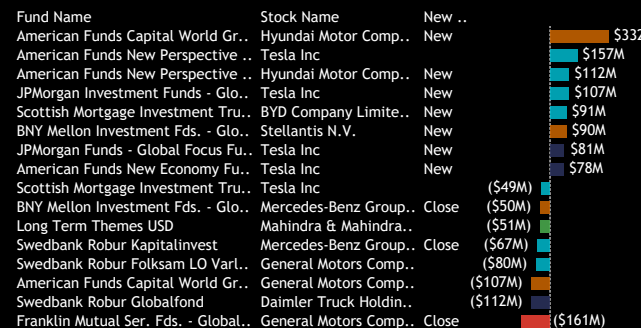 Fund Name Stock Name New ..
American Funds Capital World Gr.. Hyundai Motor Comp.. New $332
American Funds New Perspective .. Tesla Inc $157M
American Funds New Perspective .. Hyundai Motor Comp.. New $112M
JPMorgan Investment Funds - Glo.. Tesla Inc New $107M
Scottish Mortgage Investment Tru.. BYD Company Limite.. New $91M
BNY Mellon Investment Fds. - Glo.. Stellantis N.V. New $90M
JPMorgan Funds - Global Focus Fu.. Tesla Inc New $81M
American Funds New Economy Fu.. Tesla Inc New $78M
Scottish Mortgage Investment Tru.. Tesla Inc ($49M)
BNY Mellon Investment Fds. - Glo.. Mercedes-Benz Group.. Close ($50M)
Long Term Themes USD Mahindra & Mahindra.. ($51M)
Swedbank Robur Kapitalinvest Mercedes-Benz Group.. Close ($67M)
Swedbank Robur Folksam LO Varl.. General Motors Comp.. ($80M)
American Funds Capital World Gr.. General Motors Comp.. ($107M)
Swedbank Robur Globalfond Daimler Truck Holdin.. ($112M)
Franklin Mutual Ser. Fds. - Global.. General Motors Comp.. Close ($161M)